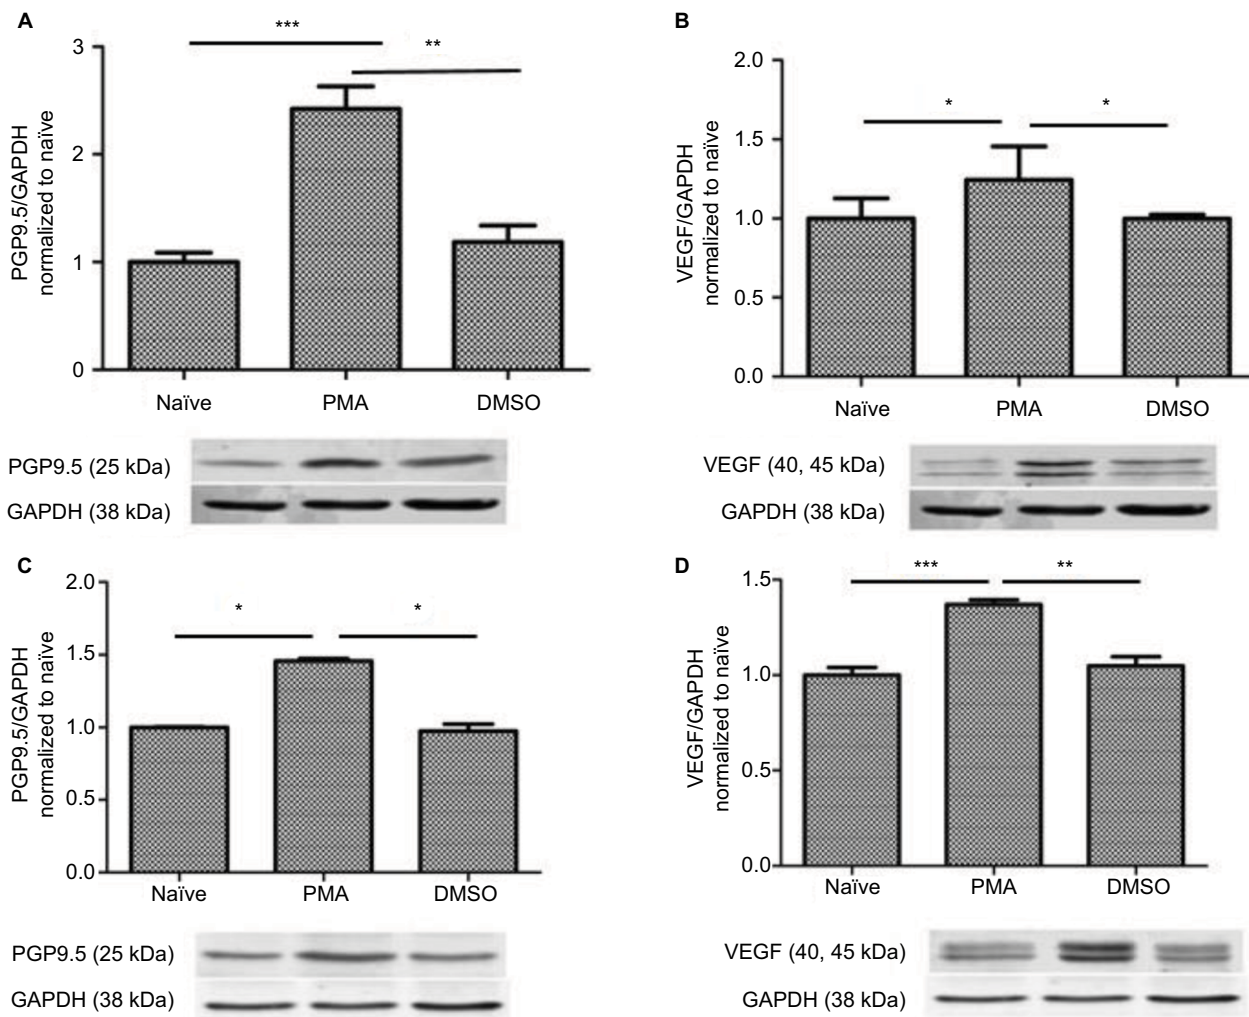 A
***
**
3
2
1
0
PGP9.5/GAPDH
normalized to naïve
Naïve PMA DMSO
PGP9.5 (25 kDa)
GAPDH (38 kDa)
B
*
*
2.0
1.5
1.0
0.5
0.0
VEGF/GAPDH
normalized to naïve
Naïve PMA DMSO
VEGF (40, 45 kDa)
GAPDH (38 kDa)
C
*
*
2.0
1.5
1.0
0.5
0.0
PGP9.5/GAPDH
normalized to naïve
Naïve PMA DMSO
PGP9.5 (25 kDa)
GAPDH (38 kDa)
D
***
**
1.5
1.0
0.5
0.0
VEGF/GAPDH
normalized to naïve
Naïve PMA DMSO
VEGF (40, 45 kDa)
GAPDH (38 kDa)